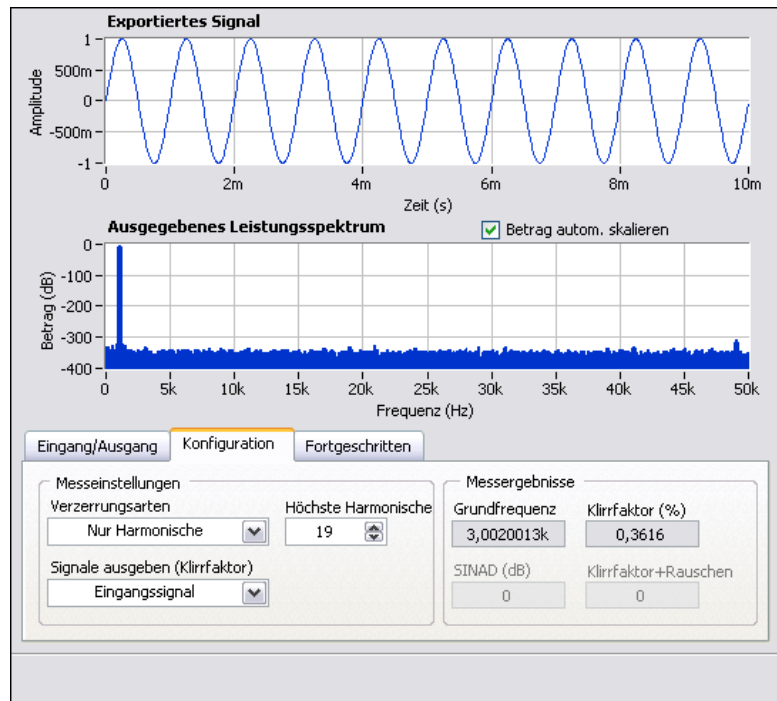 Exportiertes Signal
1
500m
0
-500m
-1
Amplitude
0 2m 4m 6m 8m 10m
Zeit (s)
Ausgegebenes Leistungsspektrum Betrag autom. skalieren
0
-100
-200
-300
-400
Betrag (dB)
0 5k 10k 15k 20k 25k 30k 35k 40k 45k 50k
Frequenz (Hz)
Eingang/Ausgang Konfiguration Fortgeschritten
Messeinstellungen
Verzerrungsarten Höchste Harmonische
Nur Harmonische 19
Signale ausgeben (Klirrfaktor)
Eingangssignal
Messergebnisse
Grundfrequenz Klirrfaktor (%)
3,0020013k 0,3616
SINAD (dB) Klirrfaktor+Rauschen
0 0